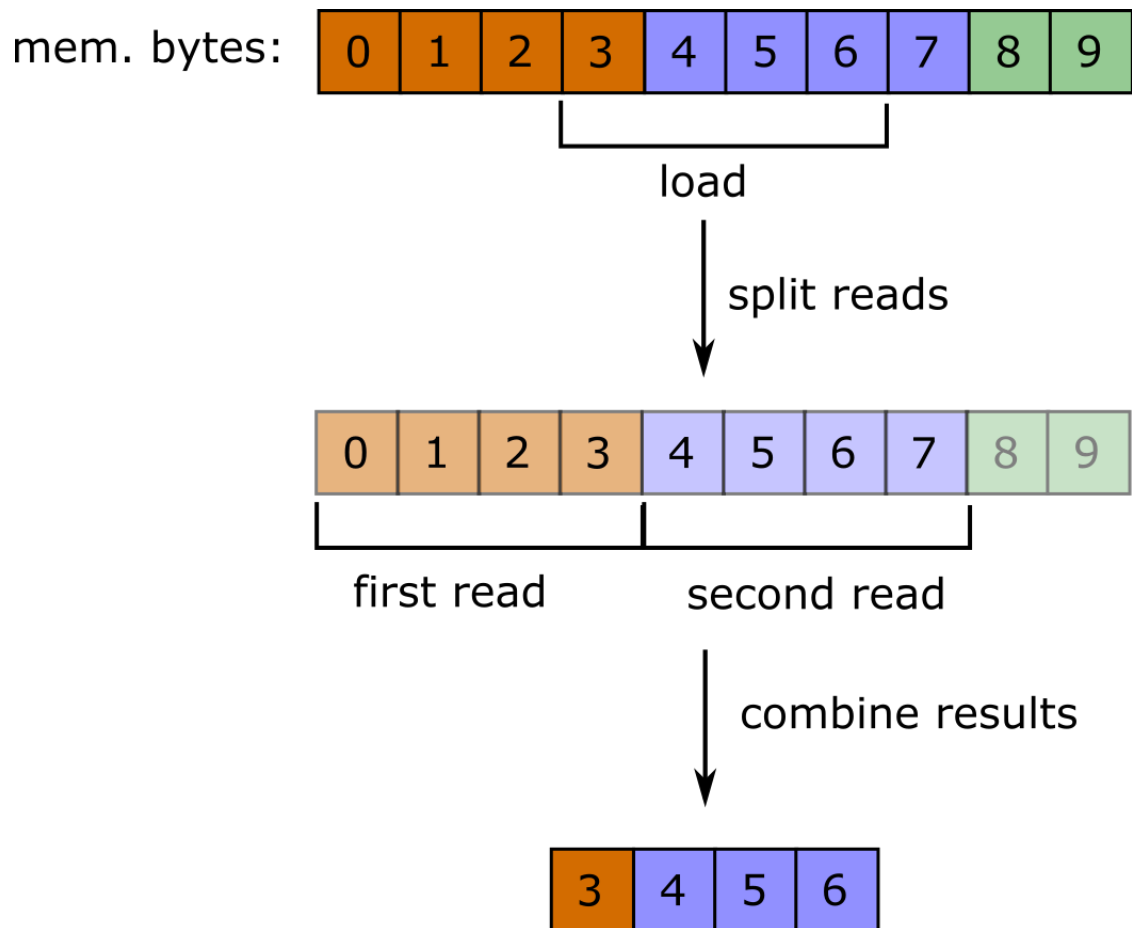 mem. bytes: 0 1 2 3 4 5 6 7 8 9
load
split reads
0 1 2 3 4 5 6 7 8 9
first read second read
combine results
3 4 5 6